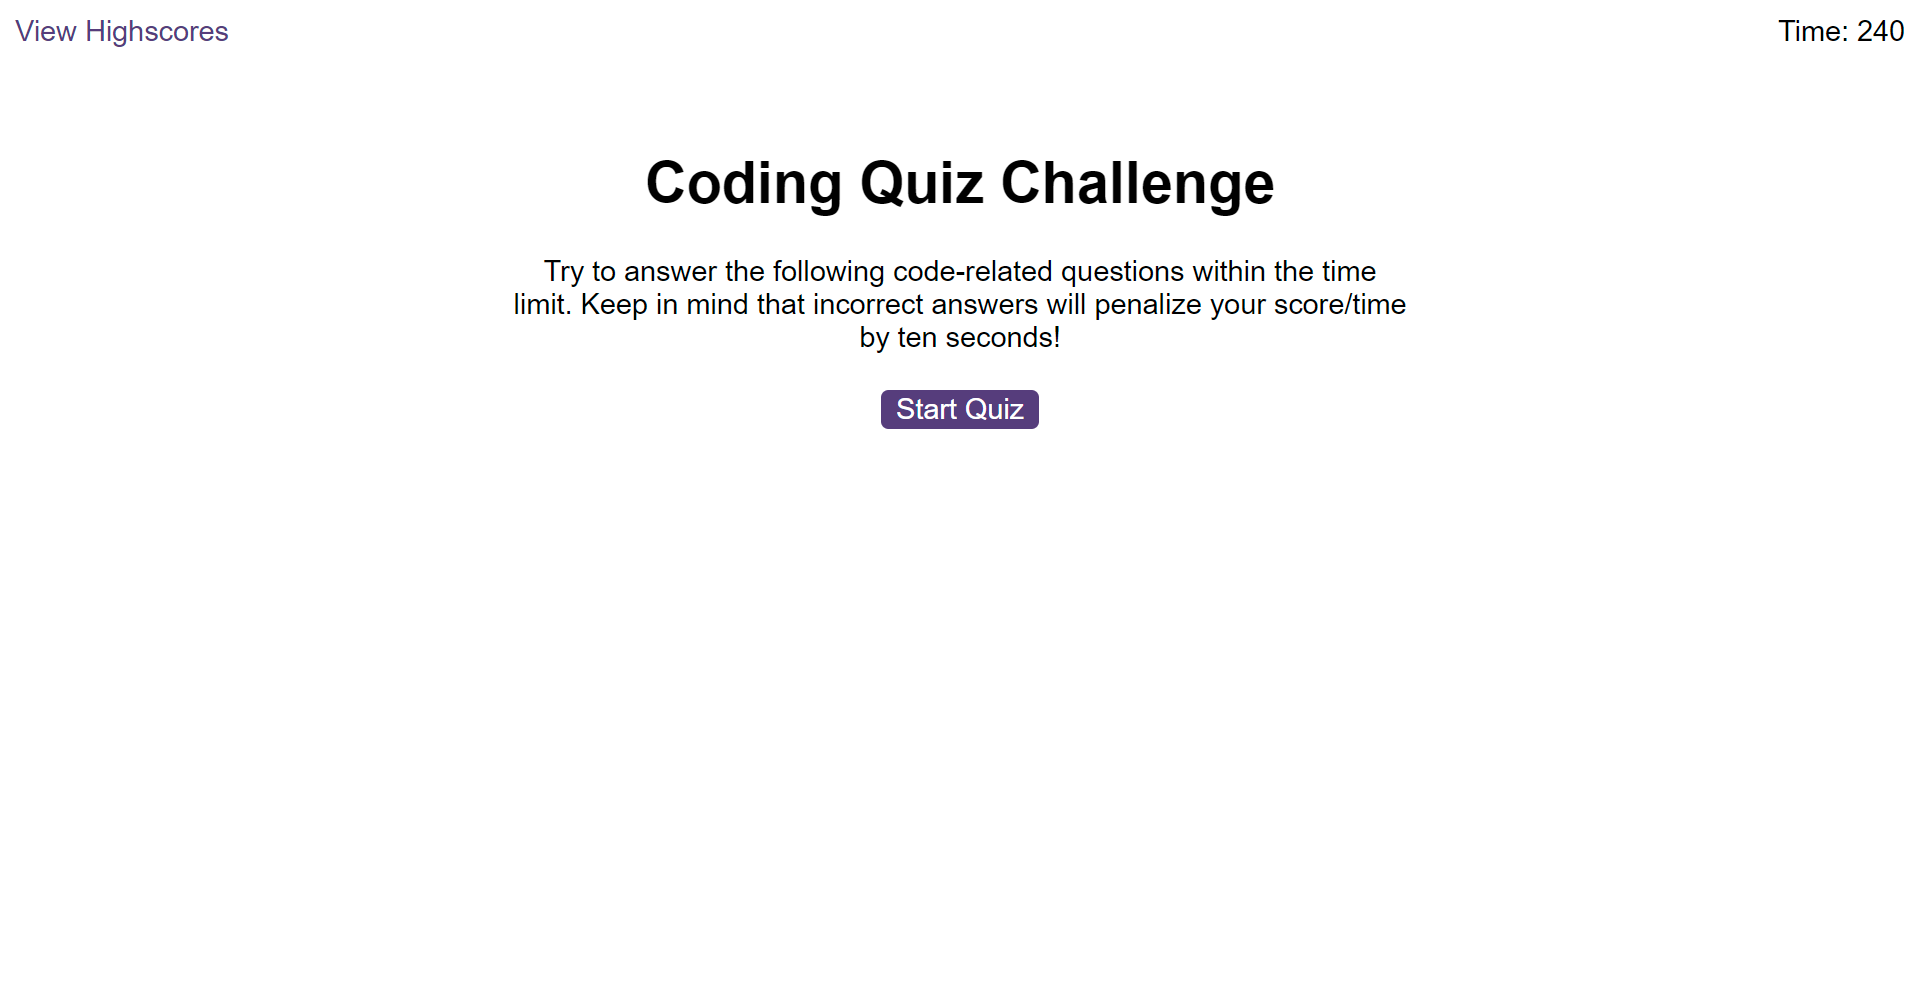 View Highscores
Time: 240
Coding Quiz Challenge
Try to answer the following code-related questions within the time
limit. Keep in mind that incorrect answers will penalize your score/time
by ten seconds!
Start Quiz